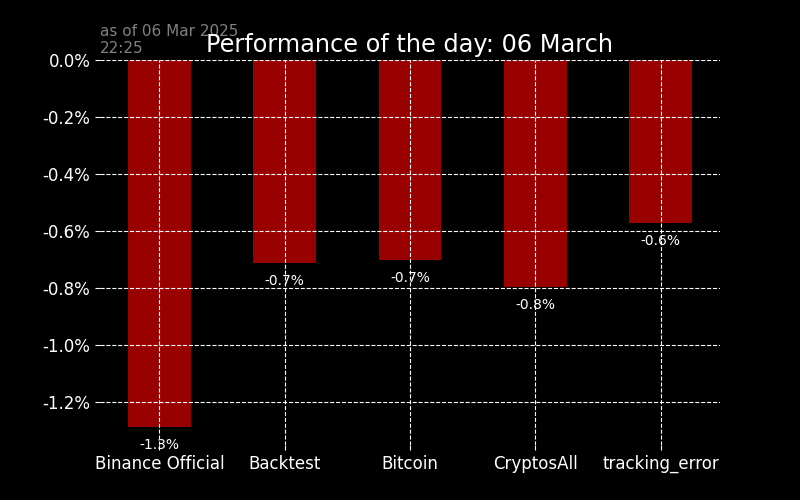 as of 06 Mar 2025
22:25
Performance of the day: 06 March
0.0%
-0.2%
-0.4%
-0.6%
-0.8%
-1.0%
-1.2%
-1.3%
-0.7%
-0.7%
-0.8%
-0.6%
Binance Official
Backtest
Bitcoin
CryptosAll
tracking_error